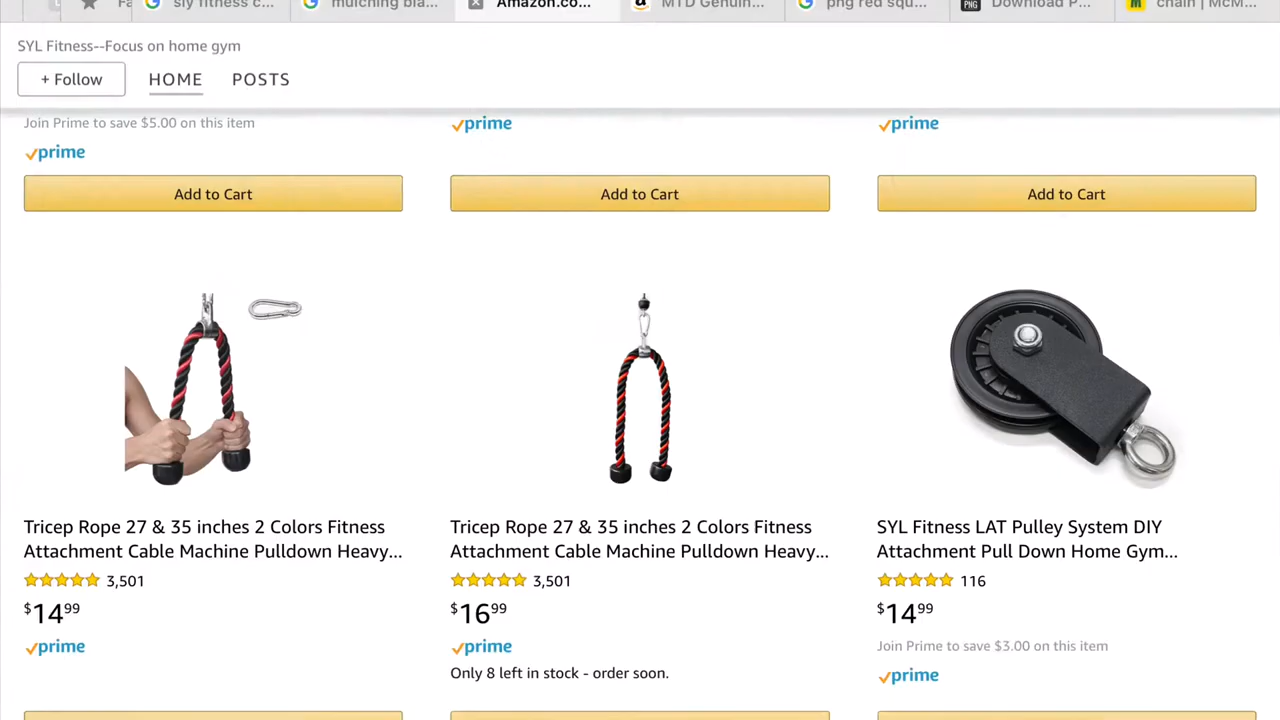 sly fitness c...
mulching bla...
Amazon.co...
MTD Genuin...
png red squ...
PNG
Download P...
chain | McM...
SYL Fitness--Focus on home gym
+ Follow
HOME
POSTS
Join Prime to save $5.00 on this item
prime
prime
prime
Add to Cart
Add to Cart
Add to Cart
Tricep Rope 27 & 35 inches 2 Colors Fitness
Attachment Cable Machine Pulldown Heavy...
3,501
$14.99
prime
Tricep Rope 27 & 35 inches 2 Colors Fitness
Attachment Cable Machine Pulldown Heavy...
3,501
$16.99
prime
Only 8 left in stock - order soon.
SYL Fitness LAT Pulley System DIY
Attachment Pull Down Home Gym...
116
$14.99
Join Prime to save $3.00 on this item
prime